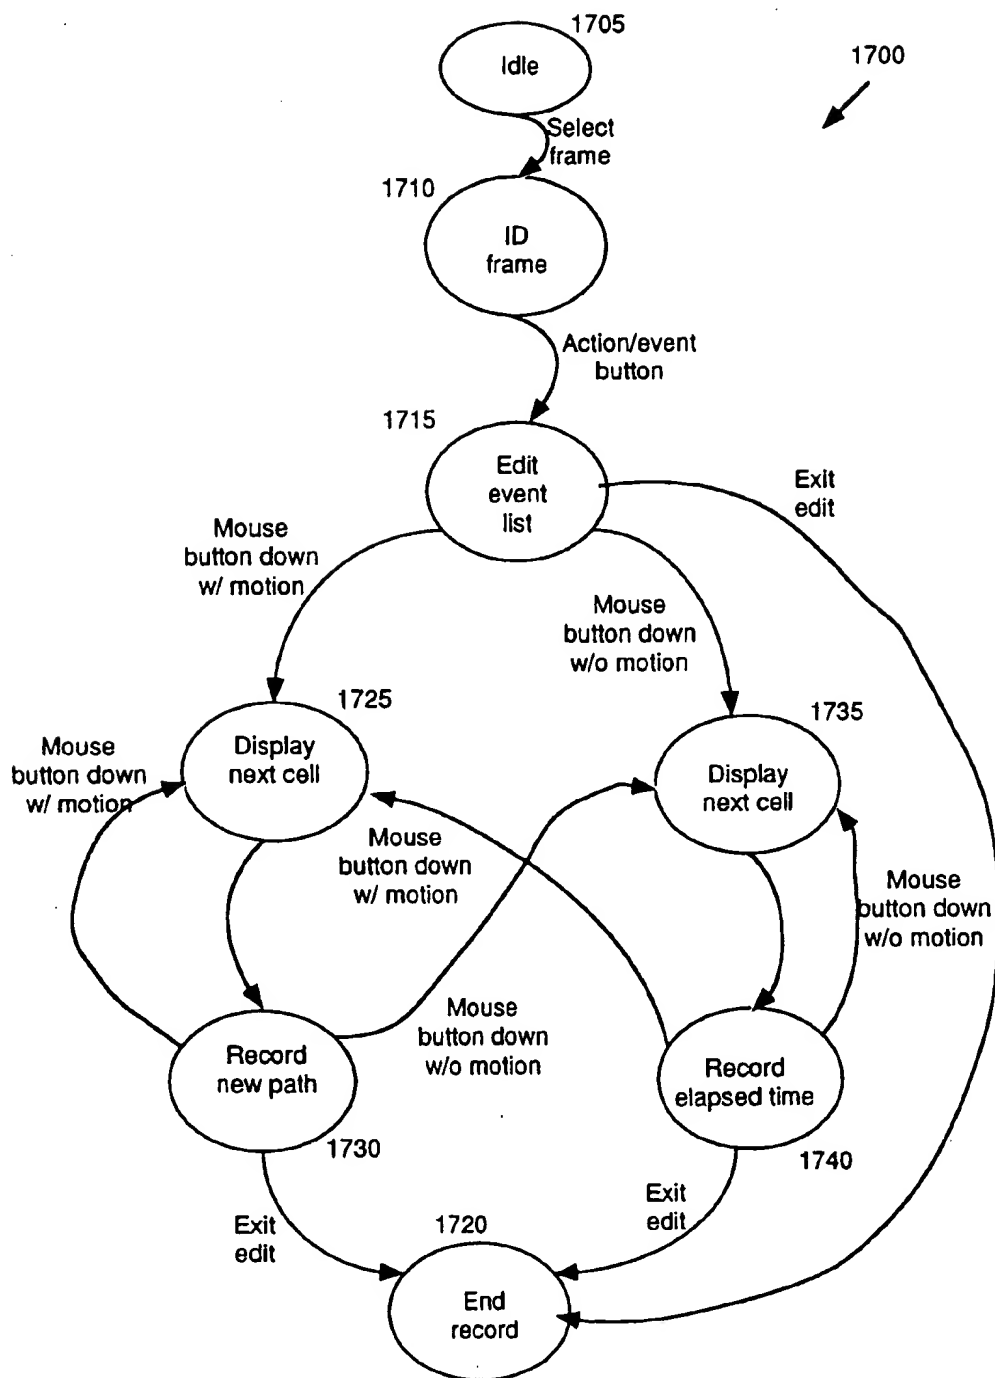 1705
Idle
1700
Select
frame
1710
ID
frame
Action/event
button
1715
Edit
event
list
Exit
edit
Mouse
button down
w/ motion
Mouse
button down
w/o motion
1725
Display
next cell
1735
Display
next cell
Mouse
button down
w/ motion
Mouse
button down
w/ motion
Mouse
button down
w/o motion
Mouse
button down
w/o motion
Record
new path
1730
Record
elapsed time
1740
Exit
edit
Exit
edit
1720
End
record